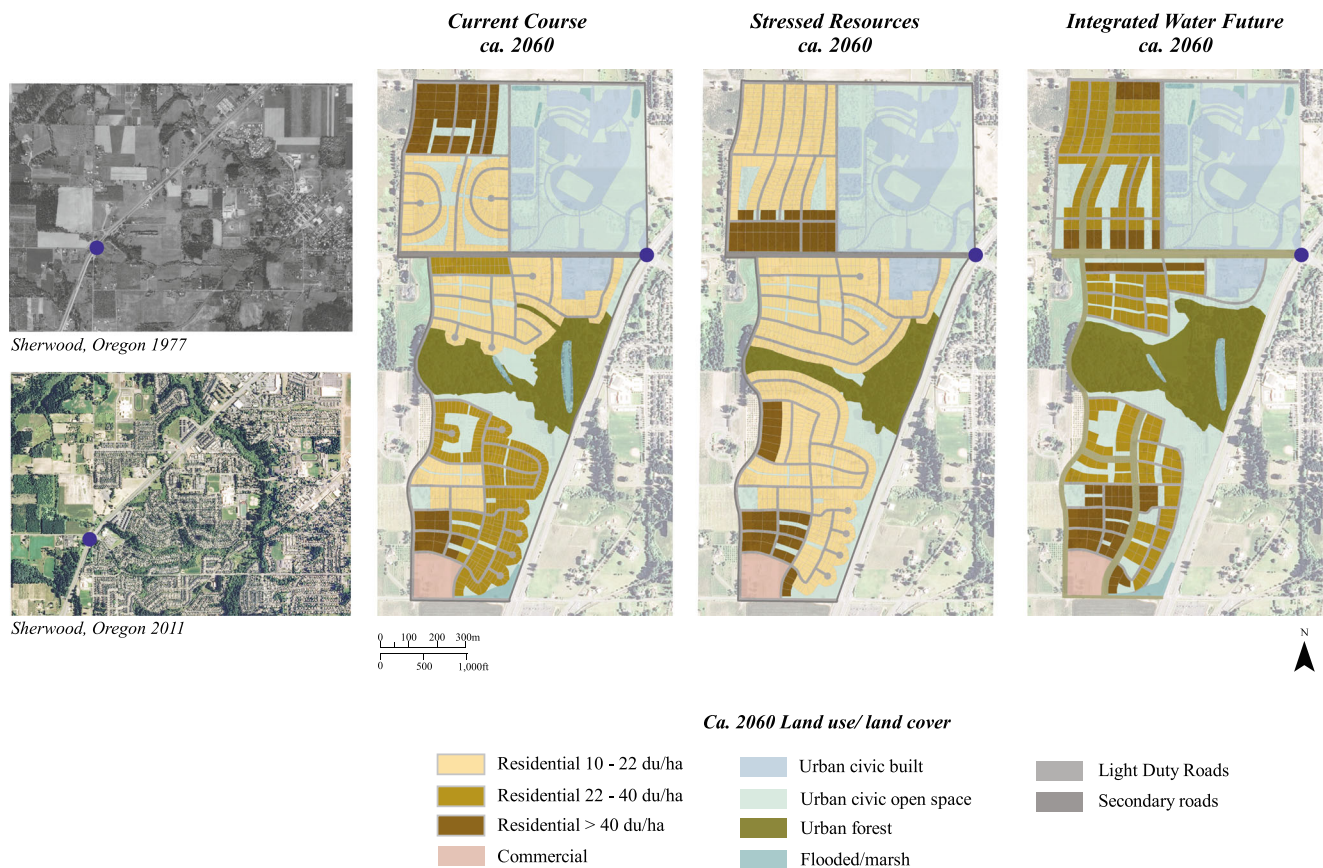 Current Course
ca. 2060
Stressed Resources
ca. 2060
Integrated Water Future
ca. 2060
Sherwood, Oregon 1977
Sherwood, Oregon 2011
0 100 200 300m
0 500 1,000ft
N
Ca. 2060 Land use/ land cover
Residential 10 - 22 du/ha
Residential 22 - 40 du/ha
Residential > 40 du/ha
Commercial
Urban civic built
Urban civic open space
Urban forest
Flooded/marsh
Light Duty Roads
Secondary roads